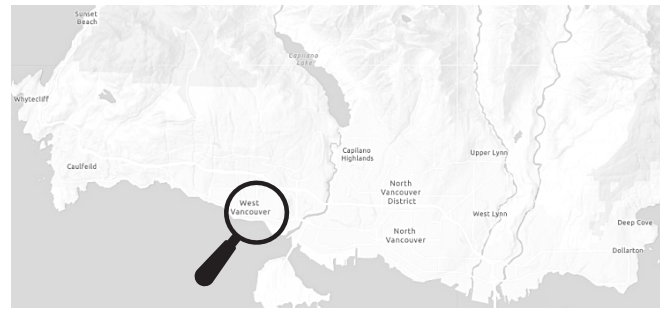 Sunset
Beach
Capilano
Lake
Whytecliff
Capilano
Highlands
Upper Lynn
Caulfeild
North
Vancouver
District
West
Vancouver
West Lynn
Deep Cove
North
Vancouver
Dollarton